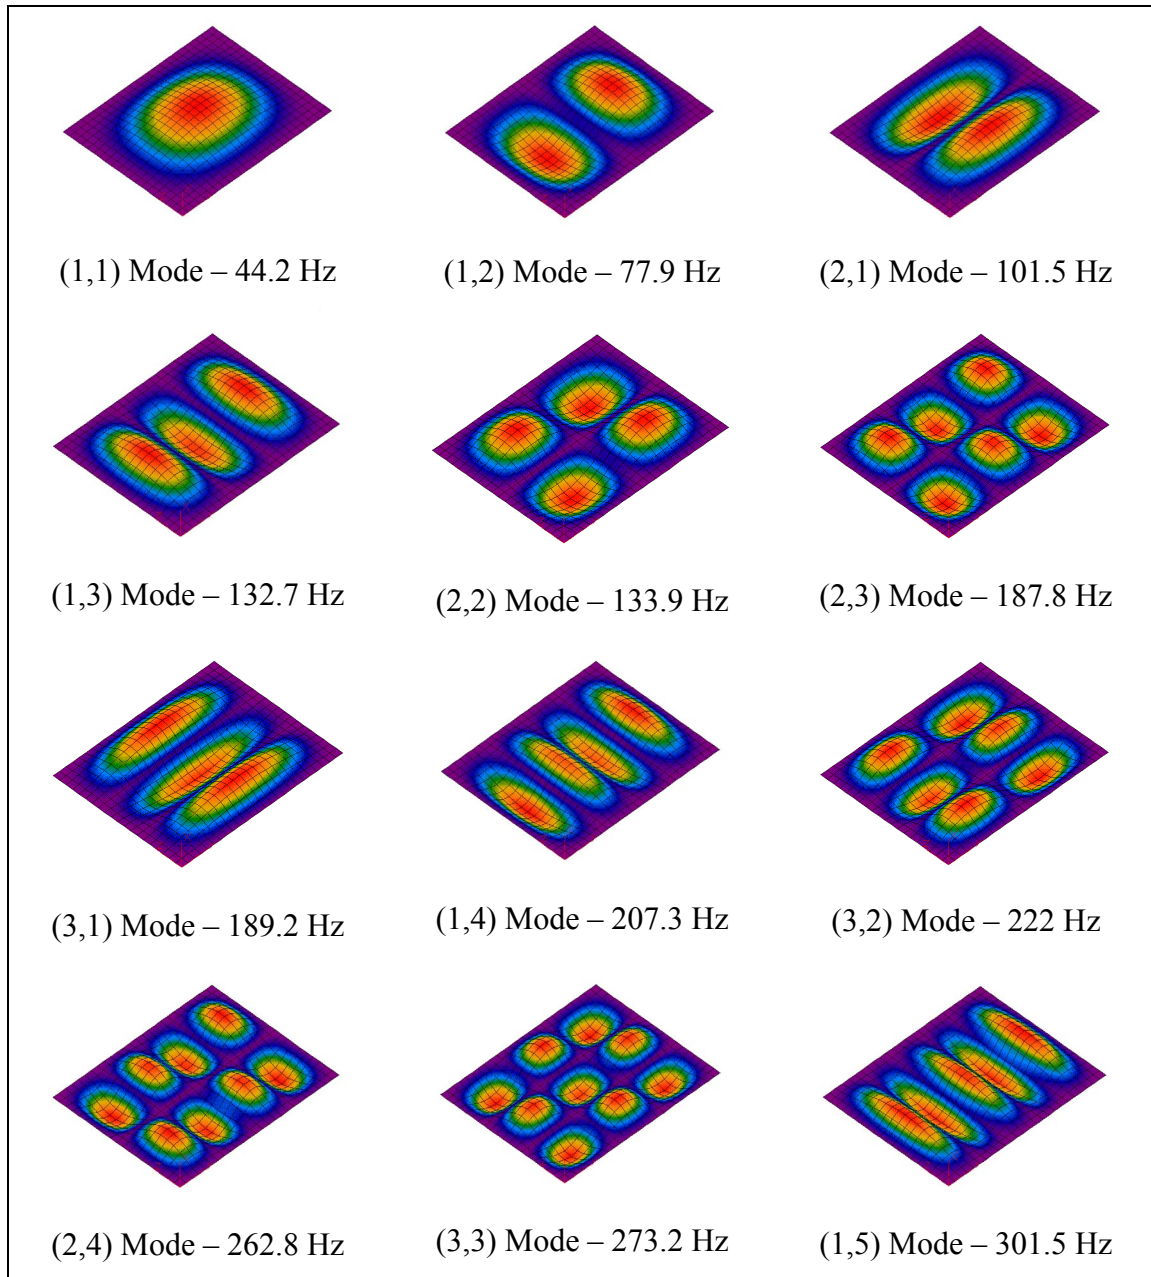 (1,1) Mode – 44.2 Hz
(1,2) Mode – 77.9 Hz
(2,1) Mode – 101.5 Hz
(1,3) Mode – 132.7 Hz
(2,2) Mode – 133.9 Hz
(2,3) Mode – 187.8 Hz
(3,1) Mode – 189.2 Hz
(1,4) Mode – 207.3 Hz
(3,2) Mode – 222 Hz
(2,4) Mode – 262.8 Hz
(3,3) Mode – 273.2 Hz
(1,5) Mode – 301.5 Hz